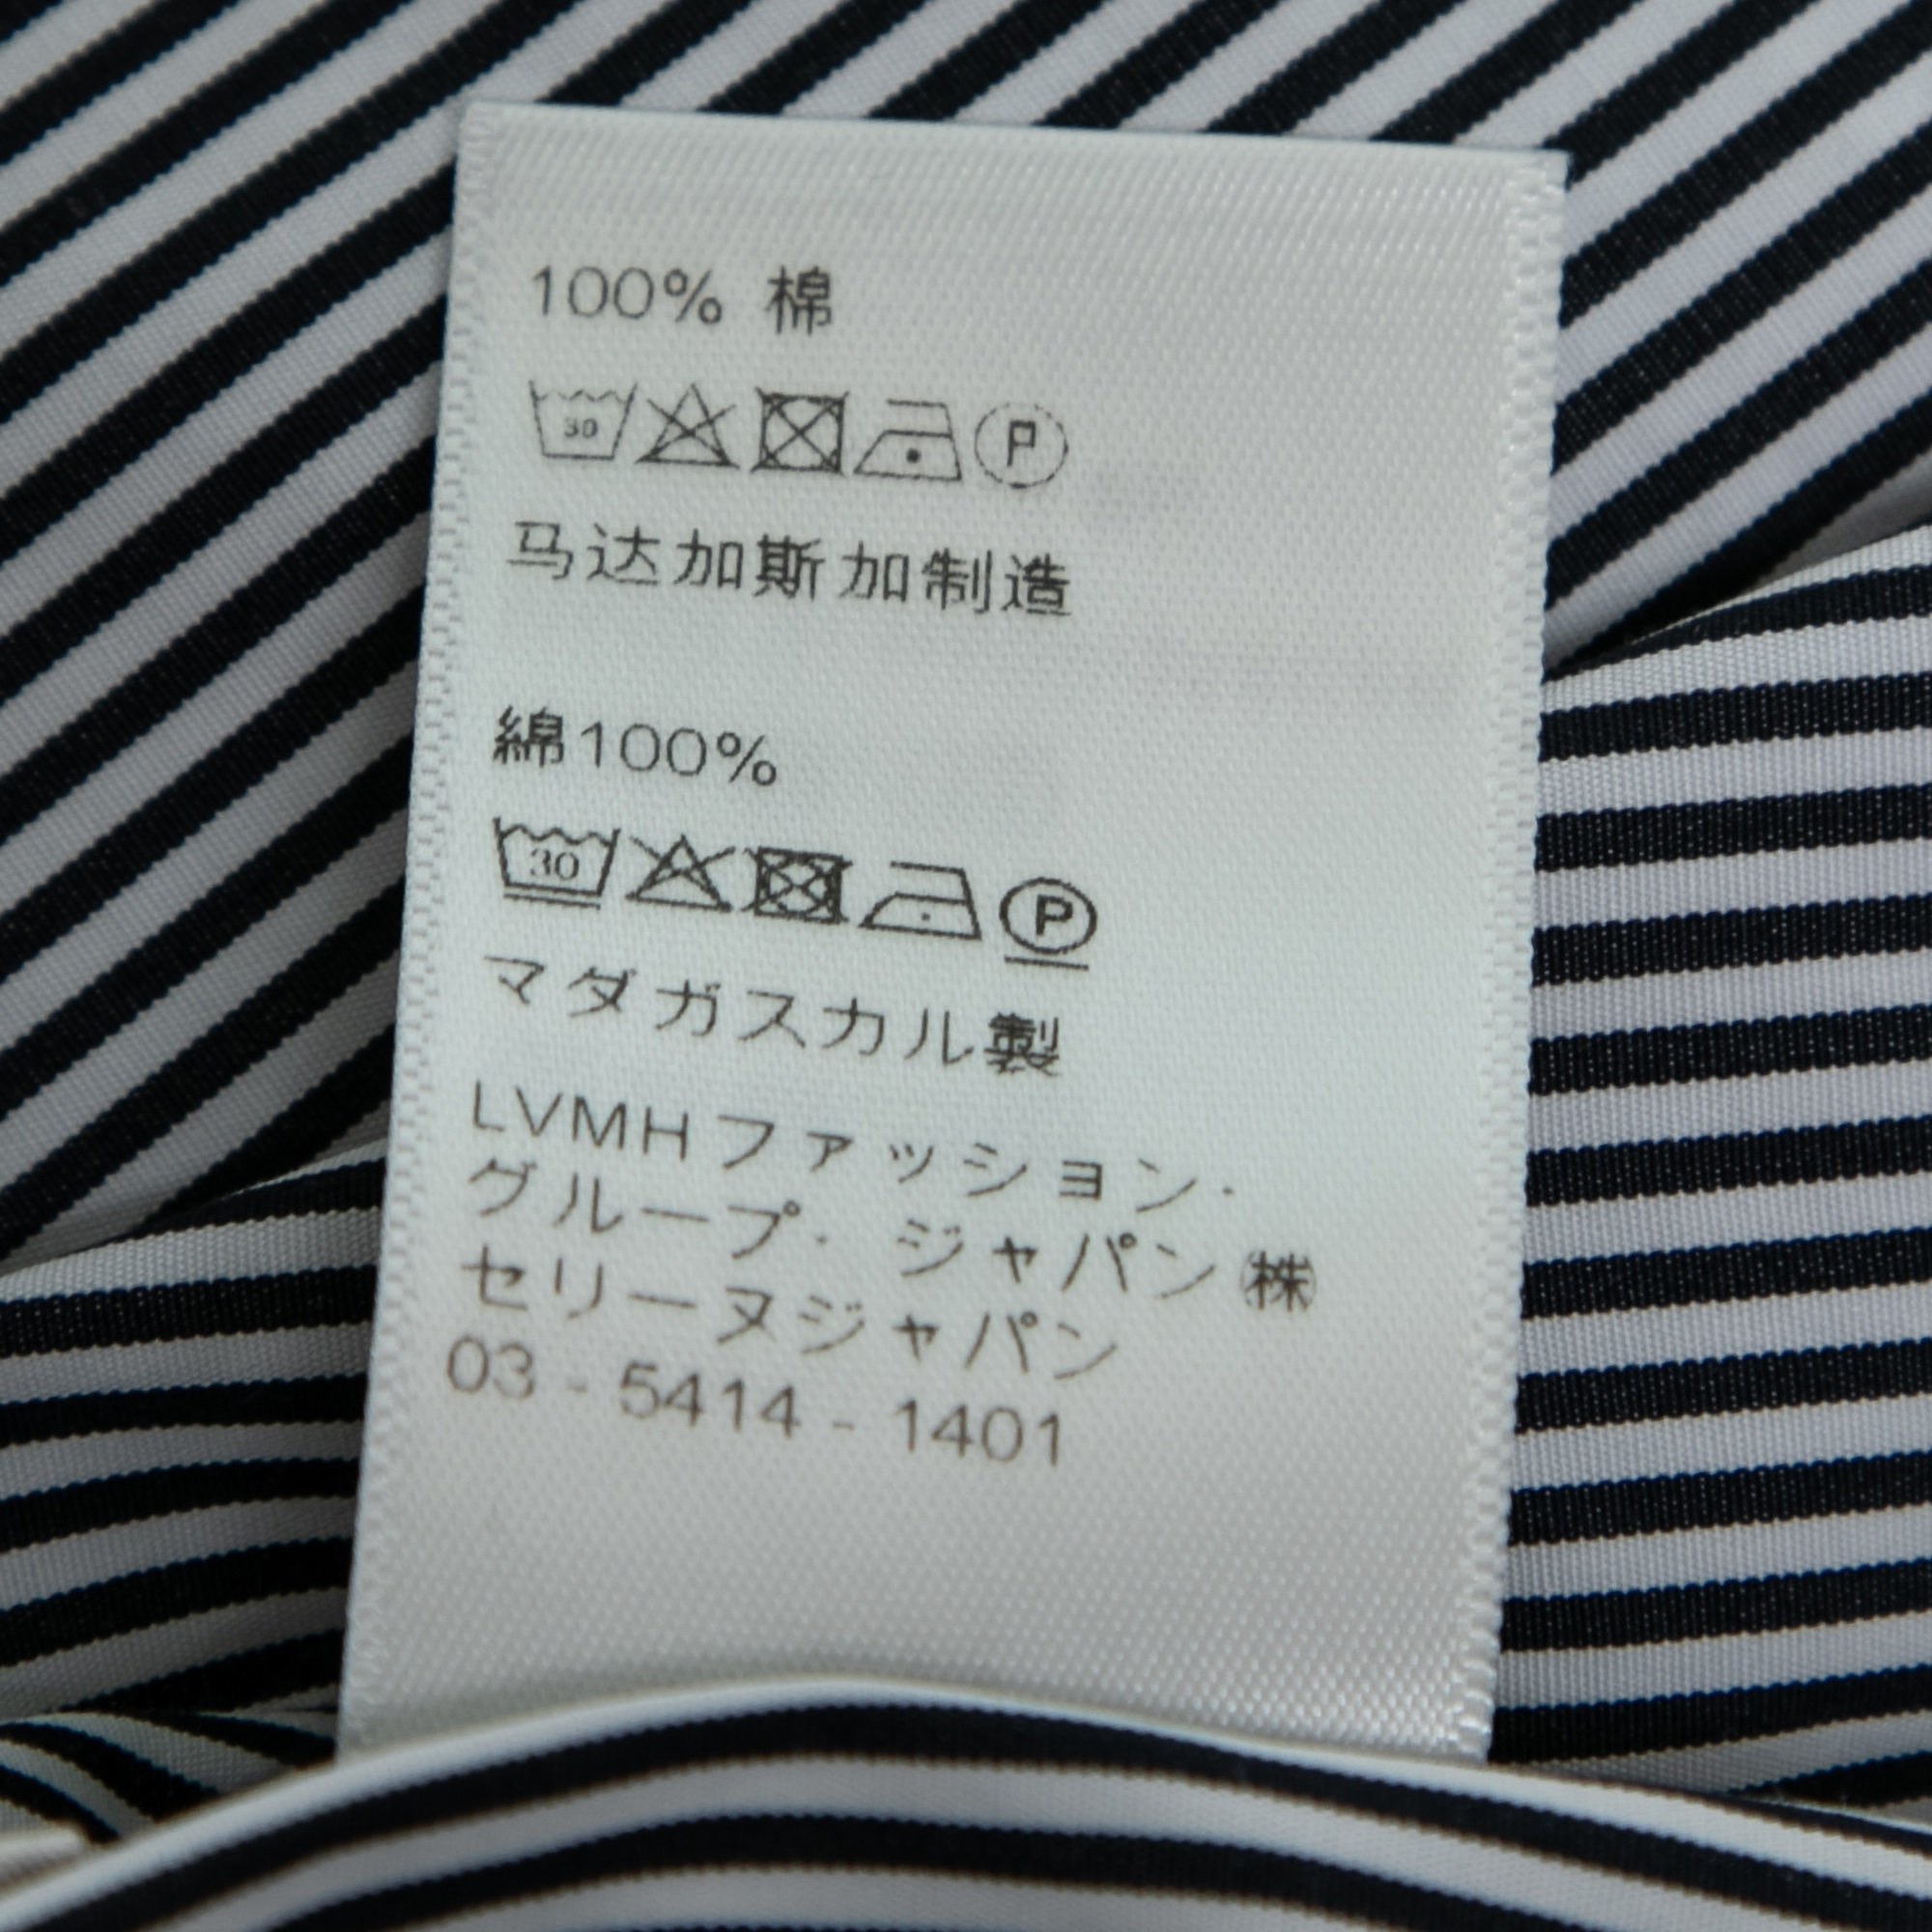 100% 棉
30 P
马达加斯加制造
綿100%
30 P
マダガスカル製
LVMHファッション・
グループ・ジャパン㈱
セリーヌジャパン
03-5414-1401